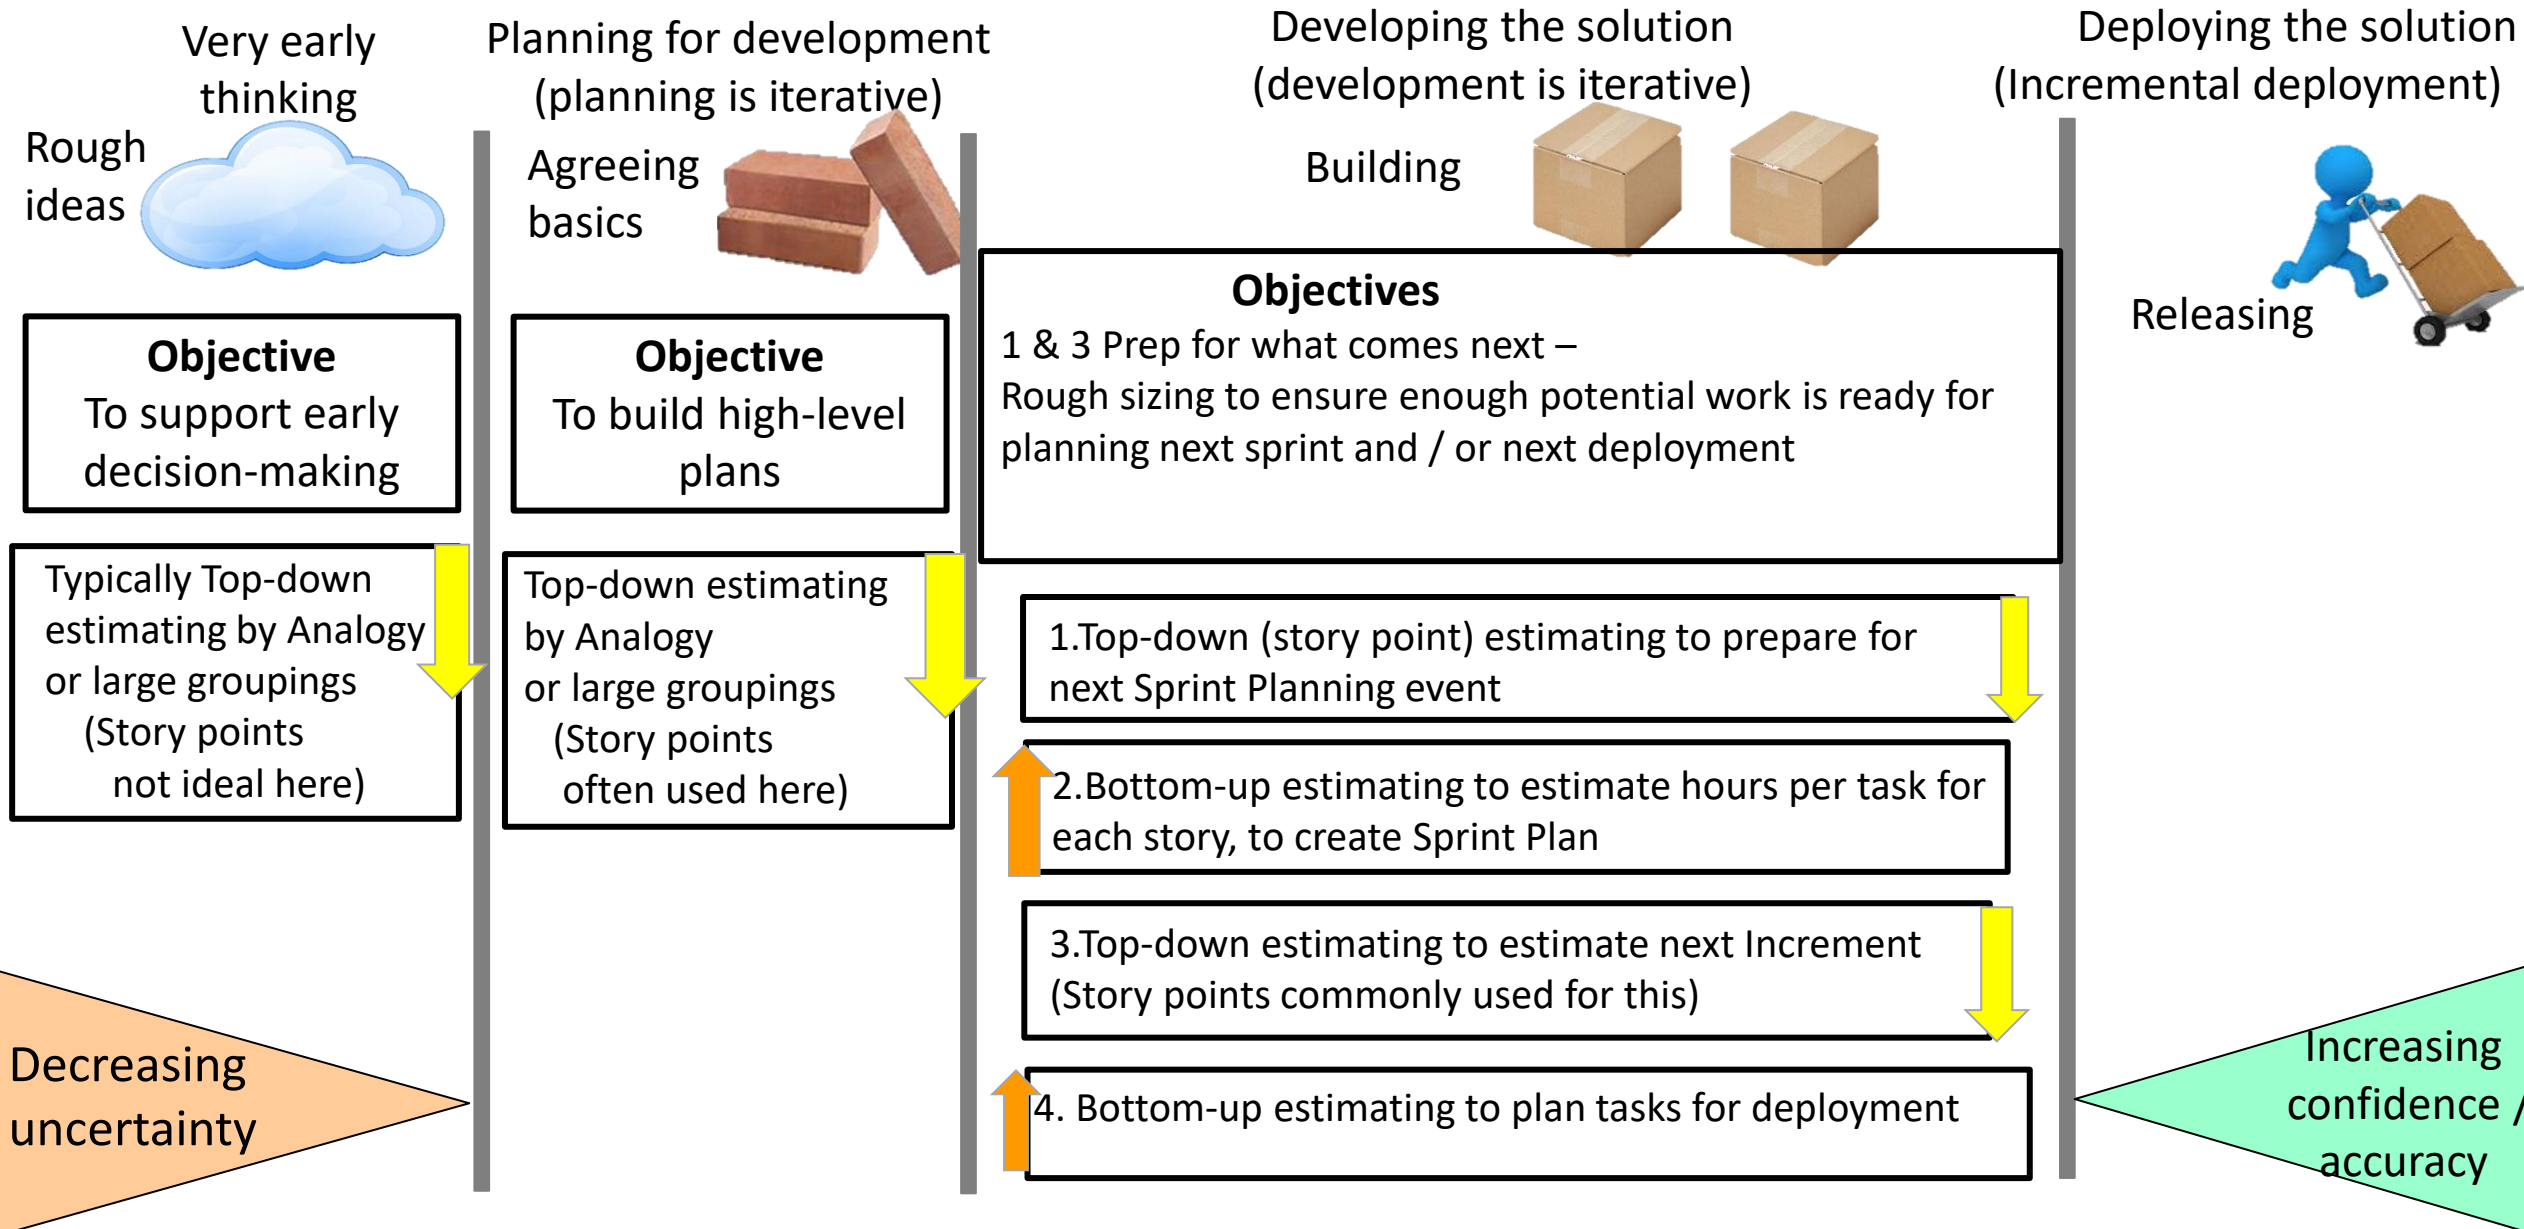 Very early
thinking
Rough
ideas
Objective
To support early
decision-making
Typically Top-down
estimating by Analogy
or large groupings
(Story points
not ideal here)
Decreasing
uncertainty
Planning for development
(planning is iterative)
Agreeing
basics
Objective
To build high-level
plans
Top-down estimating
by Analogy
or large groupings
(Story points
often used here)
Developing the solution
(development is iterative)
Building
Objectives
1 & 3 Prep for what comes next –
Rough sizing to ensure enough potential work is ready for
planning next sprint and / or next deployment
1.Top-down (story point) estimating to prepare for
next Sprint Planning event
2.Bottom-up estimating to estimate hours per task for
each story, to create Sprint Plan
3.Top-down estimating to estimate next Increment
(Story points commonly used for this)
4. Bottom-up estimating to plan tasks for deployment
Deploying the solution
(Incremental deployment)
Releasing
Increasing
confidence /
accuracy